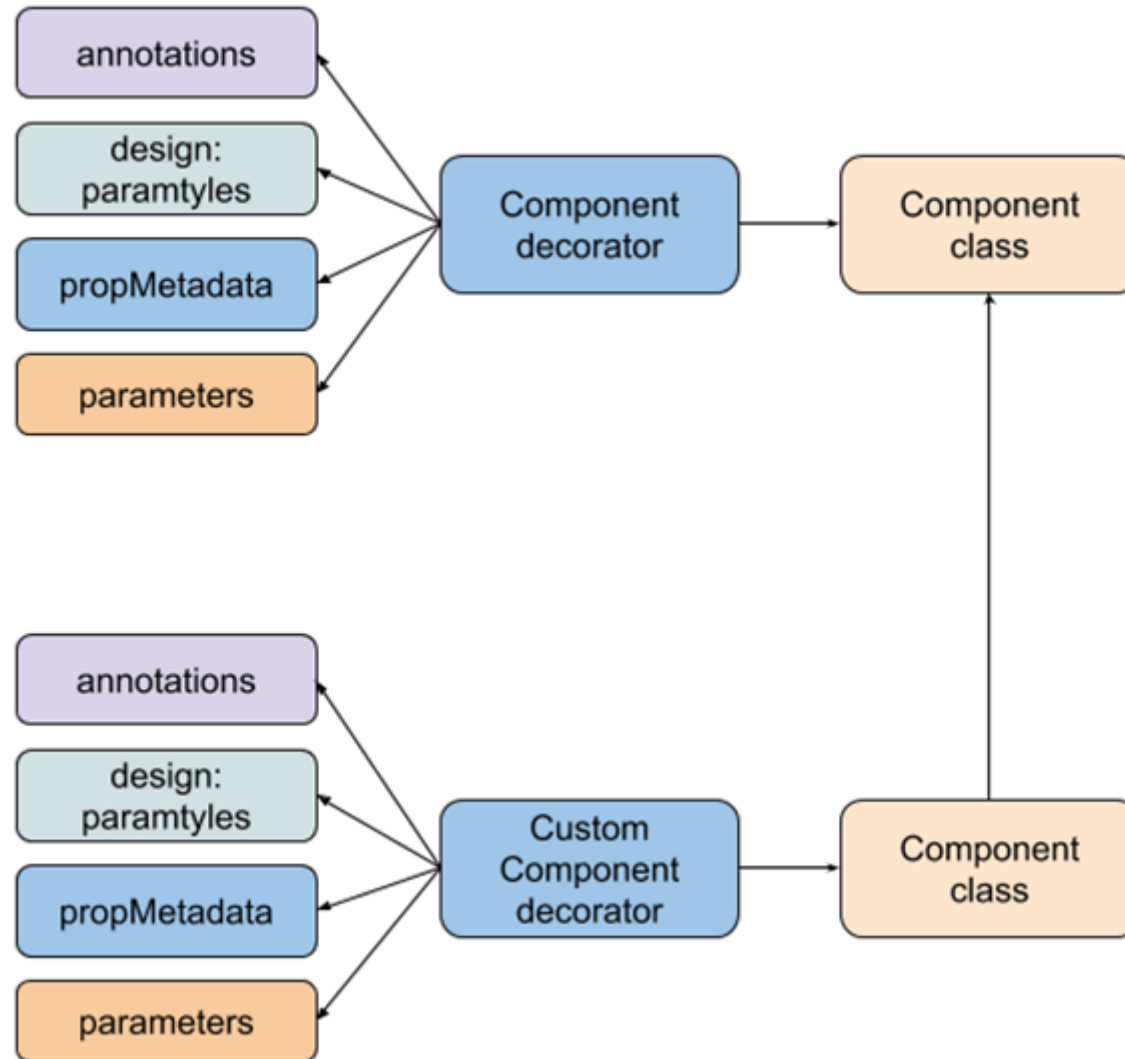 annotations
design:
paramtyles
propMetadata
parameters
Component
decorator
Component
class
annotations
design:
paramtyles
propMetadata
parameters
Custom
Component
decorator
Component
class